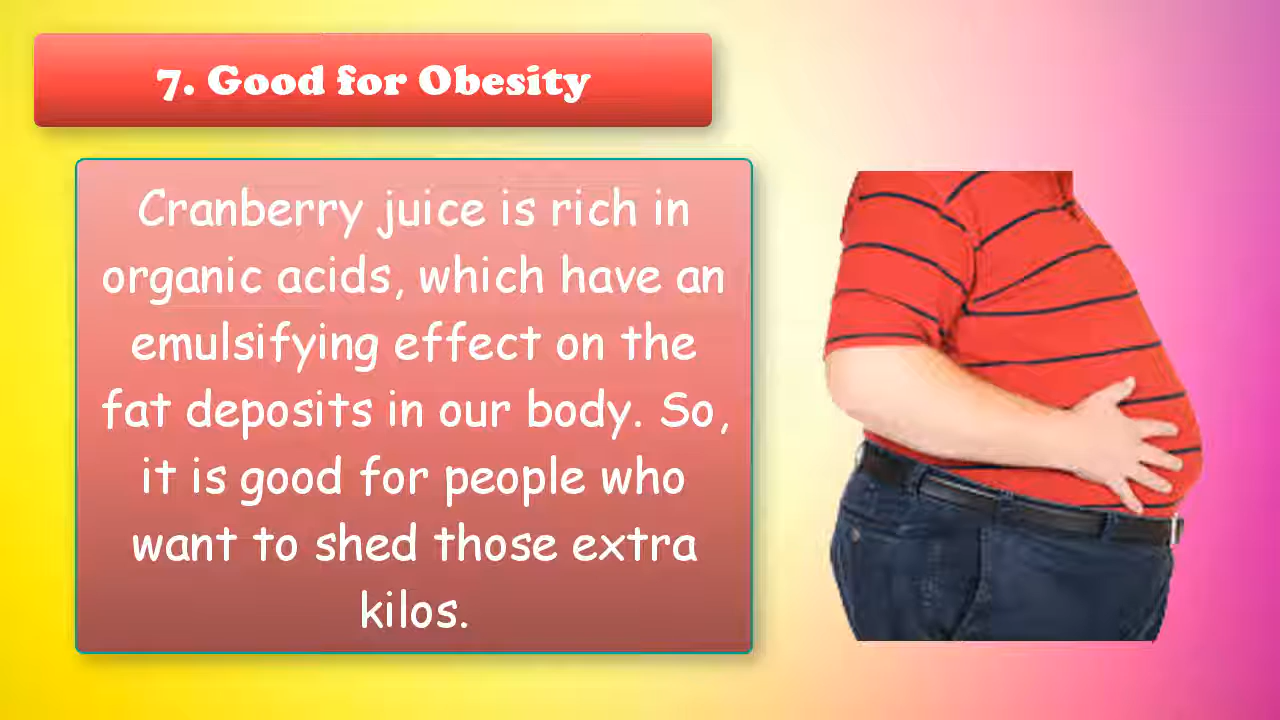 7. Good for Obesity
Cranberry juice is rich in
organic acids, which have an
emulsifying effect on the
fat deposits in our body. So,
it is good for people who
want to shed those extra
kilos.